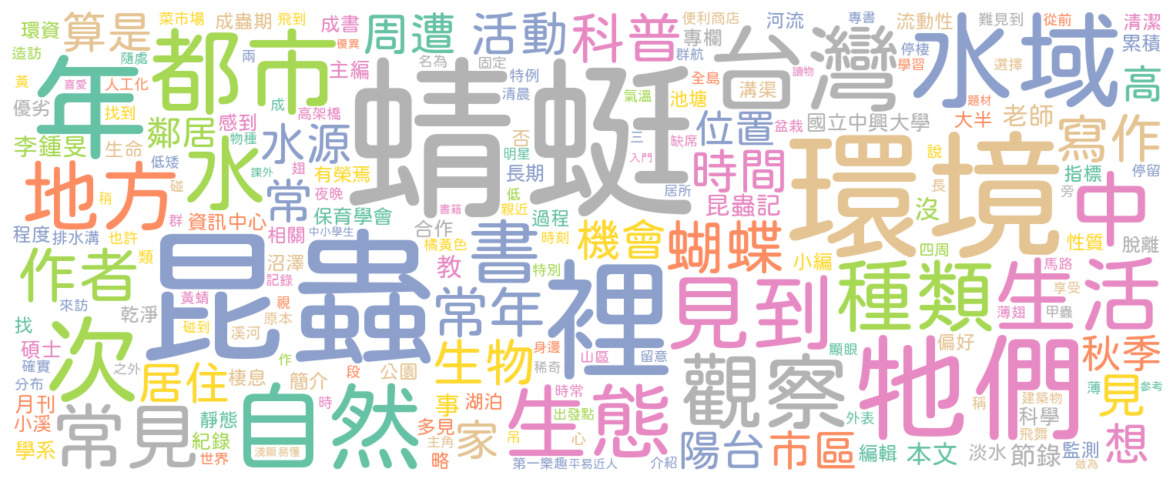 菜市場 成蟲期 飛到 成書 周遭 活動 科普 便利商店 河流 專書 流動性 難見到 從前 清潔
環資 算是 優異 兩 主編 名為 固定 專欄 群航 台灣 停棲 學習 選擇 累積
造訪 隨處 都市 特例 全島 讀物 水域 高
黃 喜愛 人工化 成 高架橋 清晨 蜻蜓 氣溫 池塘 溝渠 題材
優劣 年 找到 鄰居 感到 水源 否 三 盆栽 位置 國立中興大學 大半 老師 寫作
李鍾旻 生命 物種 明星 缺席 環境 說 指標 停留
低矮 水 翅 有榮焉 長期 入門 時間 長 旁
地方 稍 碰 課外 夜晚 常 低 居所 昆蟲記 沒 中
群 資訊中心 保育學會 書籍 親近 過程
程度 排水溝 也許 相關 中小學生 合作 橘黃色 時刻 機會 蝴蝶 四周 馬路 性質 脫離
作者 類 沼澤 記錄 昆蟲 教 書 特別 小編 種類 生活 享受
來訪 乾淨 黃蜻 視 裡 見到 薄翅 甲蟲
找 碰到 溪河 原本 常年 顯眼 偏好
碩士 次 作 生物 身邊 山區 留意 秋季
確實 之外 段 稀奇 觀察 牠們 薄 參考
分布 居住 棲息 簡介 公園 時常 稱 建築物 見
月刊 時 事 湖泊 出發點 外表 科學
小溪 常見 靜態 自然 多見 生態 飛舞 想
學系 紀錄 淺顯易懂 主角 家 吊 心 陽台 市區 編輯 本文 淡水 節錄 監測
世界 略 第一樂趣 平易近人 介紹 做為